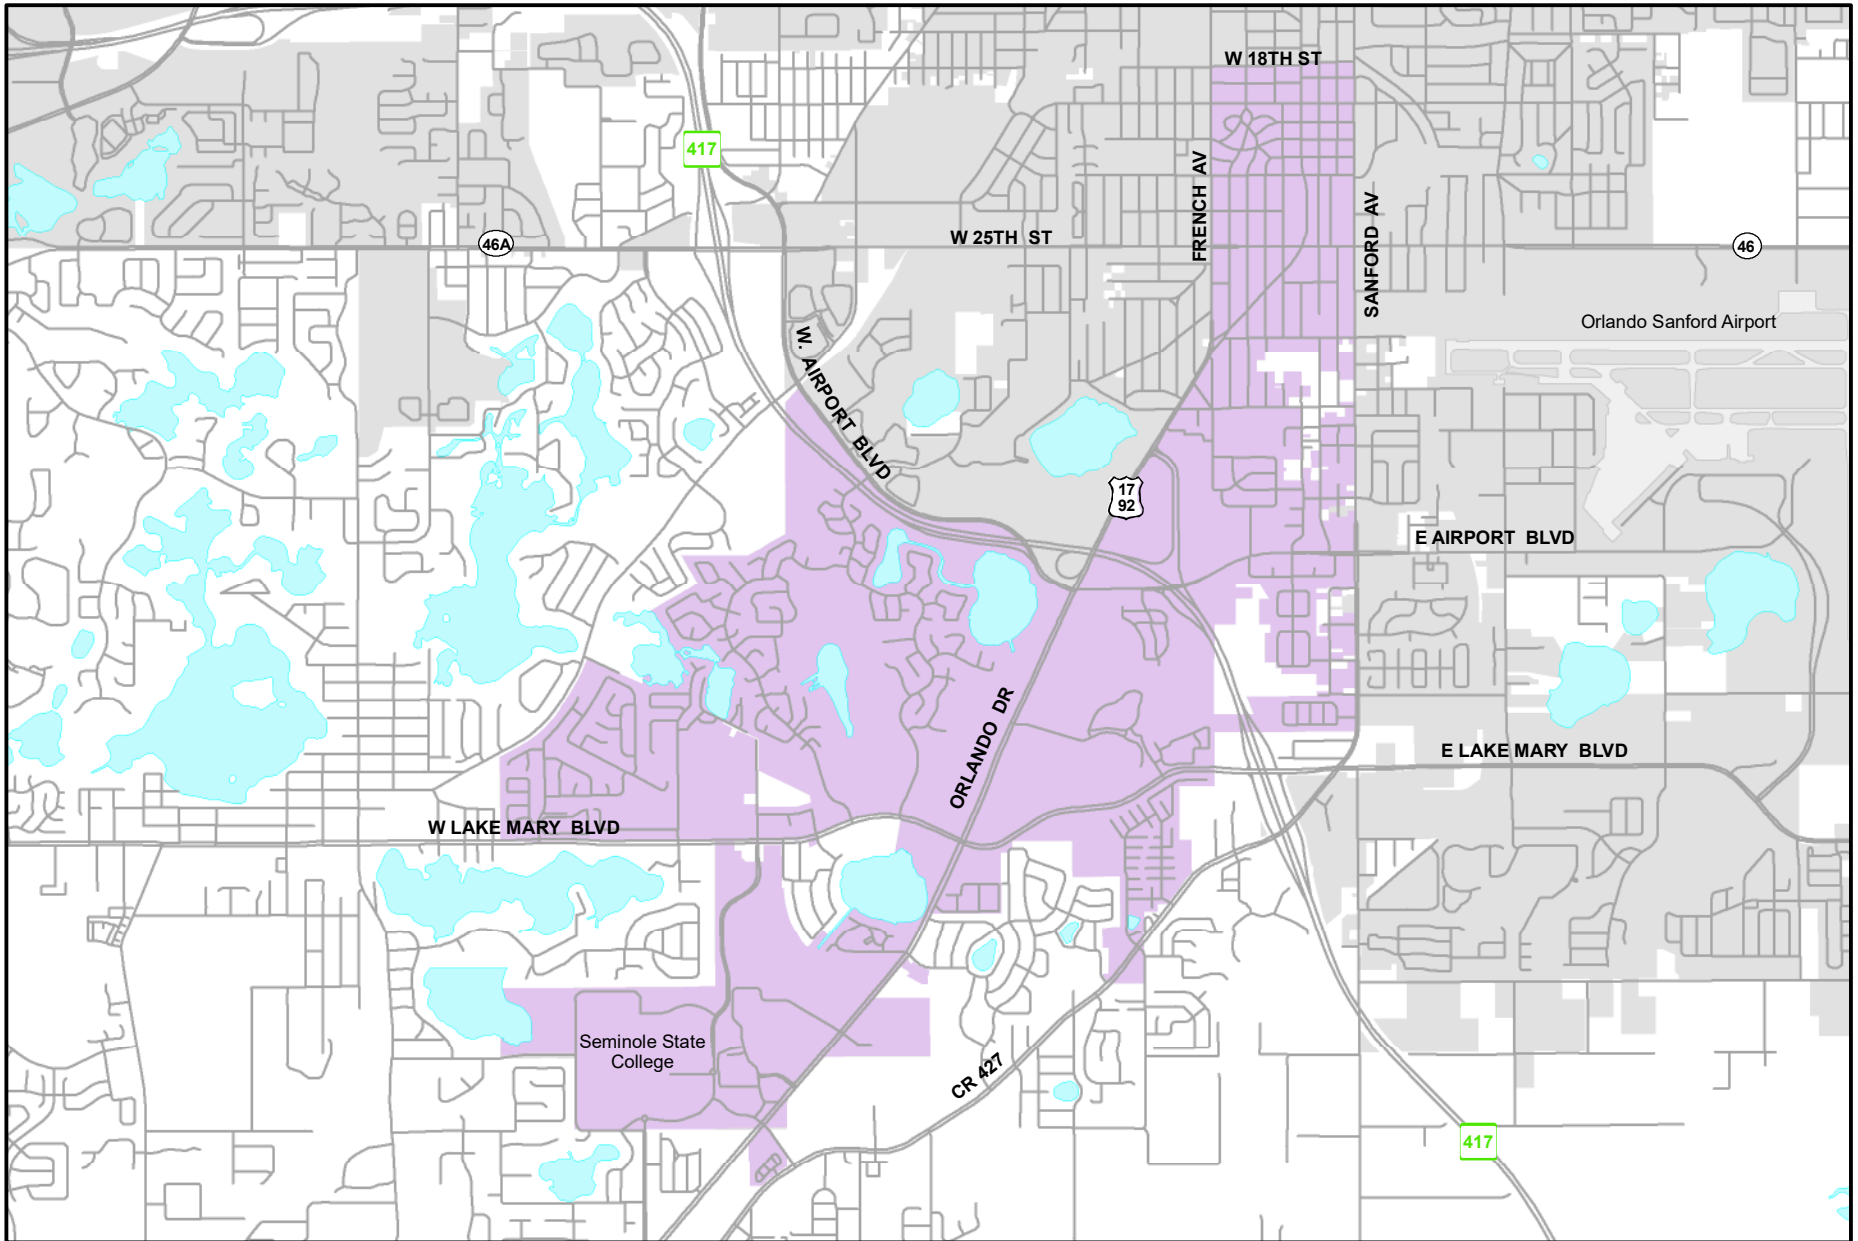 W 18TH ST
417
FRENCH AV
SANFORD AV
W 25TH ST
46A
46
Orlando Sanford Airport
W. AIRPORT BLVD
17
92
E AIRPORT BLVD
ORLANDO DR
E LAKE MARY BLVD
W LAKE MARY BLVD
Seminole State
College
CR 427
417